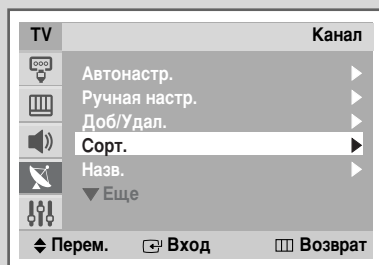 TV Канал
Автонастр.
Ручная настр.
Доб/Удал.
Сорт.
Назв.
Еще
Перем. Вход Возврат